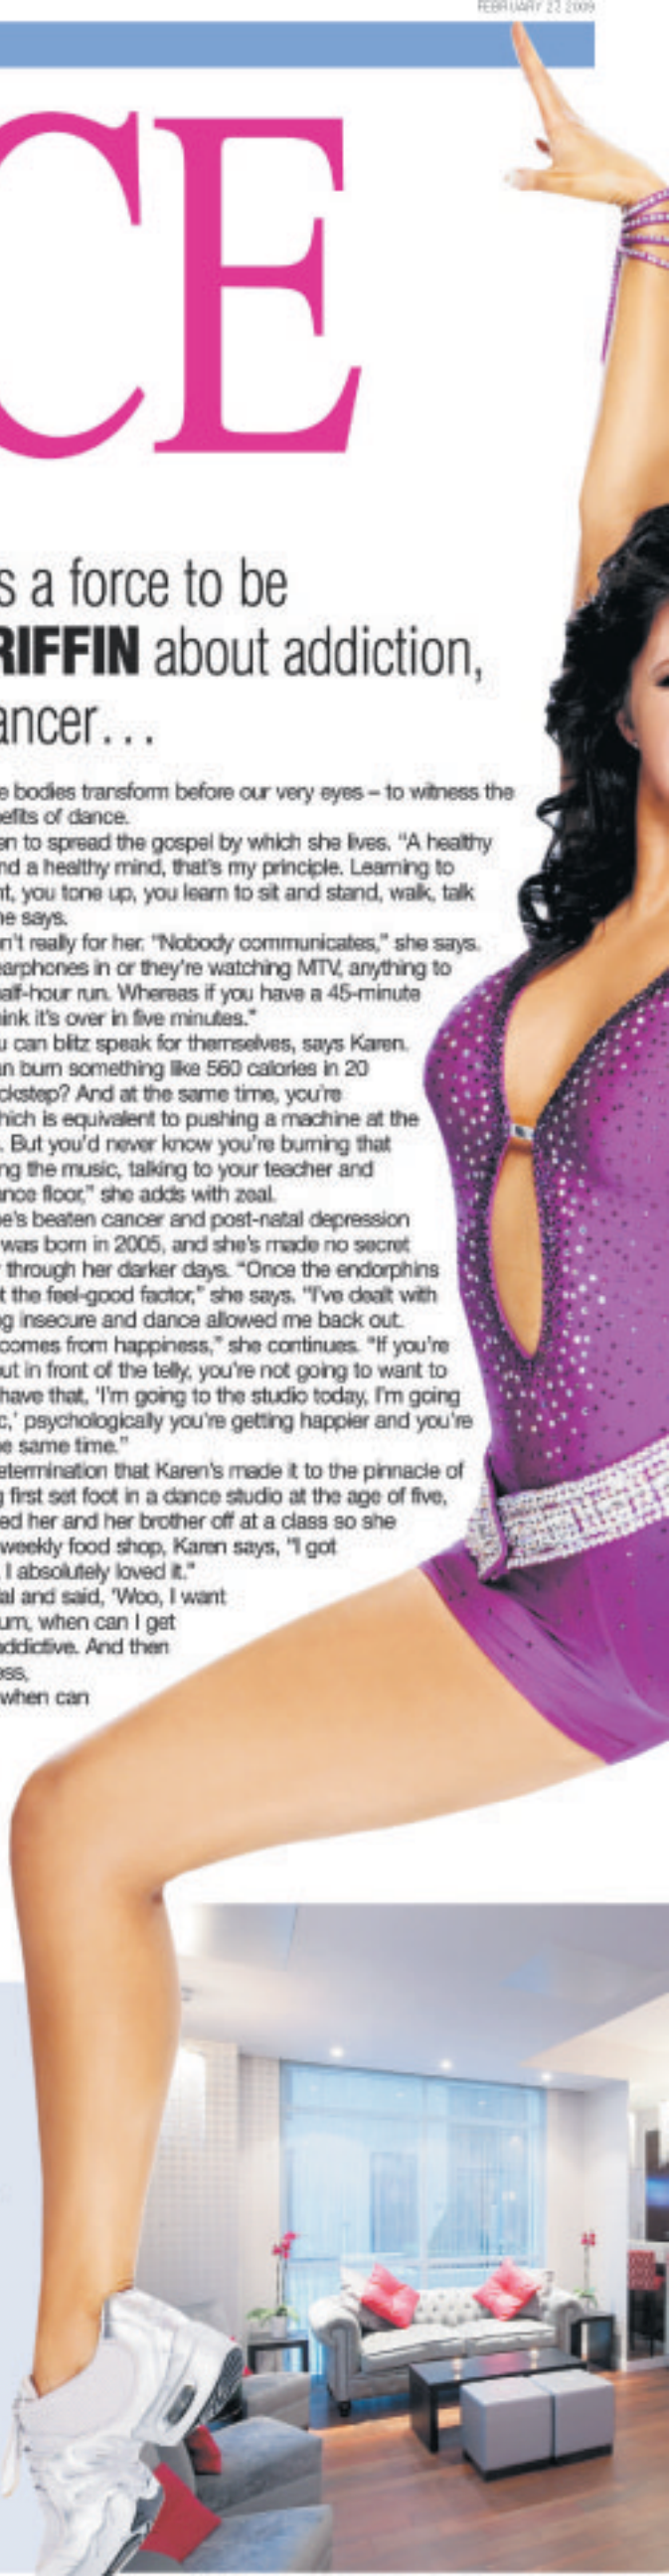 FEBRUARY 27 2009
CE
s a force to be
RIFFIN about addiction,
ancer...
e bodies transform before our very eyes – to witness the
efits of dance.
en to spread the gospel by which she lives. "A healthy
nd a healthy mind, that's my principle. Learning to
nt, you tone up, you learn to sit and stand, walk, talk
he says.
n't really for her. "Nobody communicates," she says.
earphones in or they're watching MTV, anything to
alf-hour run. Whereas if you have a 45-minute
hink it's over in five minutes."
u can blitz speak for themselves, says Karen.
an burn something like 560 calories in 20
ckstep? And at the same time, you're
hich is equivalent to pushing a machine at the
. But you'd never know you're burning that
ng the music, talking to your teacher and
ance floor," she adds with zeal.
e's beaten cancer and post-natal depression
was born in 2005, and she's made no secret
through her darker days. "Once the endorphins
t the feel-good factor," she says. "I've dealt with
g insecure and dance allowed me back out.
comes from happiness," she continues. "If you're
out in front of the telly, you're not going to want to
have that, 'I'm going to the studio today, I'm going
c,' psychologically you're getting happier and you're
e same time."
etermination that Karen's made it to the pinnacle of
g first set foot in a dance studio at the age of five,
ed her and her brother off at a class so she
weekly food shop, Karen says, "I got
I absolutely loved it."
al and said, 'Woo, I want
um, when can I get
addictive. And then
ess,
when can